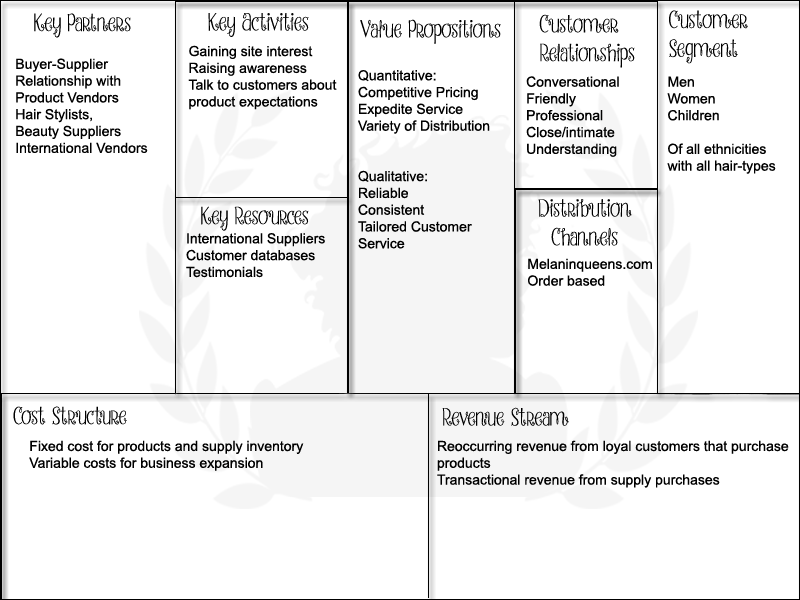 Key Partners
Buyer-Supplier
Relationship with
Product Vendors
Hair Stylists,
Beauty Suppliers
International Vendors
Key Activities
Gaining site interest
Raising awareness
Talk to customers about
product expectations
Key Resources
International Suppliers
Customer databases
Testimonials
Value Propositions
Quantitative:
Competitive Pricing
Expedite Service
Variety of Distribution
Qualitative:
Reliable
Consistent
Tailored Customer
Service
Customer
Relationships
Conversational
Friendly
Professional
Close/intimate
Understanding
Distribution
Channels
Melaninqueens.com
Order based
Customer
Segment
Men
Women
Children
Of all ethnicities
with all hair-types
Cost Structure
Fixed cost for products and supply inventory
Variable costs for business expansion
Revenue Stream
Reoccurring revenue from loyal customers that purchase
products
Transactional revenue from supply purchases